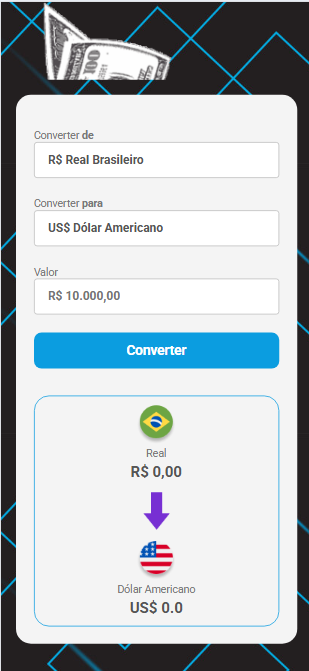 100
Converter de
R$ Real Brasileiro
Converter para
US$ Dólar Americano
Valor
R$ 10.000,00
Converter
Real
R$ 0,00
Dólar Americano
US$ 0.0